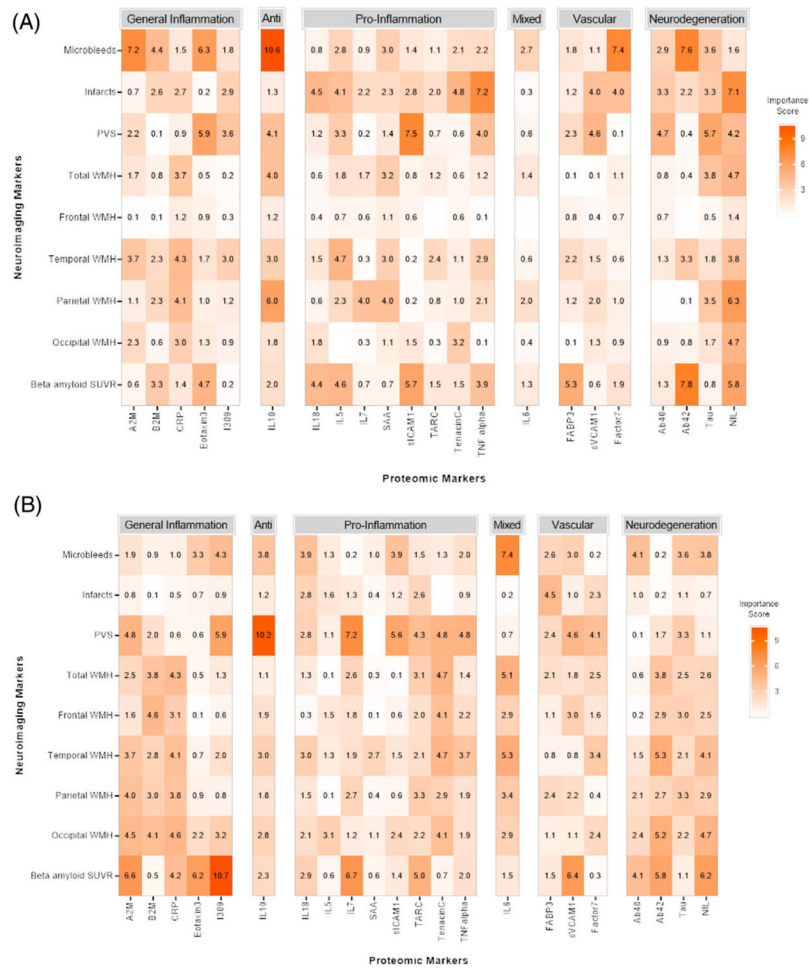 (A)
General Inflammation Anti Pro-Inflammation Mixed Vascular Neurodegeneration
Microbleeds 7.2 4.4 1.5 6.3 1.8 10.6 0.8 2.8 0.9 3.0 1.4 1.1 2.1 2.2 2.7 1.8 1.1 7.4 2.9 7.6 3.6 1.6
Infarcts 0.7 2.6 2.7 0.2 2.9 1.3 4.5 4.1 2.2 2.3 2.8 2.0 4.8 7.2 0.3 1.2 4.0 4.0 3.3 2.2 3.3 7.1
PVS 2.2 0.1 0.9 5.9 3.6 4.1 1.2 3.3 0.2 1.4 7.5 0.7 0.6 4.0 0.6 2.3 4.6 0.1 4.7 0.4 5.7 4.2
Total WMH 1.7 0.8 3.7 0.5 0.2 4.0 0.6 1.8 1.7 3.2 0.8 1.2 0.6 1.2 1.4 0.1 0.1 1.1 0.8 0.4 3.8 4.7
Frontal WMH 0.1 0.1 1.2 0.9 0.3 1.2 0.4 0.7 0.6 1.1 0.6 0.6 0.1 0.8 0.4 0.7 0.5 1.4
Temporal WMH 3.7 2.3 4.3 1.7 3.0 3.0 1.5 4.7 0.3 3.0 0.2 2.4 1.1 2.9 0.6 2.2 1.5 0.6 1.3 3.3 1.8 3.8
Parietal WMH 1.1 2.3 4.1 1.0 1.2 6.0 0.6 2.3 4.0 4.0 0.2 0.8 1.0 2.1 2.0 1.2 2.0 1.0 0.1 3.5 6.3
Occipital WMH 2.3 0.6 3.0 1.3 0.9 1.8 1.8 0.3 1.1 1.5 0.3 3.2 0.1 0.4 0.1 1.3 0.9 0.9 0.8 1.7 4.7
Beta amyloid SUVR 0.6 3.3 1.4 4.7 0.2 2.0 4.4 4.6 0.7 0.7 5.7 1.5 1.5 3.9 1.3 5.3 0.6 1.9 1.3 7.8 0.8 5.8
A2M B2M CRP Eotaxin3 I309 IL10 IL18 IL5 IL7 SAA sICAM1 TARC TenacinC TNF alpha IL6 FABP3 sVCAM1 Factor7 Ab40 Ab42 Tau NIL
Neuroimaging Markers
Proteomic Markers
Importance
Score
9
6
3
(B)
General Inflammation Anti Pro-Inflammation Mixed Vascular Neurodegeneration
Microbleeds 1.9 0.9 1.0 3.3 4.3 3.8 3.9 1.3 0.2 1.0 3.9 1.5 1.3 2.0 7.4 2.6 3.0 0.2 4.1 0.2 3.6 3.8
Infarcts 0.8 0.1 0.5 0.7 0.9 1.2 2.8 1.6 1.3 0.4 1.2 2.6 0.9 0.2 4.5 1.0 2.3 1.0 0.2 1.1 0.7
PVS 4.8 2.0 0.6 0.6 5.9 10.2 2.8 1.1 7.2 5.6 4.3 4.8 4.8 0.7 2.4 4.6 4.1 0.1 1.7 3.3 1.1
Total WMH 2.5 3.8 4.3 0.5 1.3 1.1 1.3 0.1 2.6 0.3 0.1 3.1 4.7 1.4 5.1 2.1 1.8 2.5 0.6 3.8 2.5 2.6
Frontal WMH 1.6 4.6 3.1 0.1 0.6 1.9 0.3 1.5 1.8 0.1 0.6 2.0 4.1 2.2 2.9 1.1 3.0 1.6 0.2 2.9 3.0 2.5
Temporal WMH 3.7 2.8 4.1 0.7 2.0 3.0 3.0 1.3 1.9 2.7 1.5 2.1 4.7 3.7 5.3 0.8 0.8 3.4 1.5 5.3 2.1 4.1
Parietal WMH 4.0 3.0 3.8 0.9 0.8 1.8 1.5 0.1 2.7 0.4 0.6 3.3 2.9 1.9 3.4 2.4 2.2 0.4 2.1 2.7 3.3 2.9
Occipital WMH 4.5 4.1 4.6 2.2 3.2 2.8 2.1 3.1 1.2 1.1 2.4 2.2 4.1 1.9 2.9 1.1 1.1 2.4 2.4 5.2 2.2 4.7
Beta amyloid SUVR 6.6 0.5 4.2 6.2 10.7 2.3 2.9 0.6 6.7 0.6 1.4 5.0 0.7 2.0 1.5 1.5 6.4 0.3 4.1 5.8 1.1 6.2
A2M B2M CRP Eotaxin3 I309 IL10 IL18 IL5 IL7 SAA sICAM1 TARC TenacinC TNFalpha IL6 FABP3 sVCAM1 Factor7 Ab40 Ab42 Tau NIL
Neuroimaging Markers
Proteomic Markers
Importance
Score
9
6
3